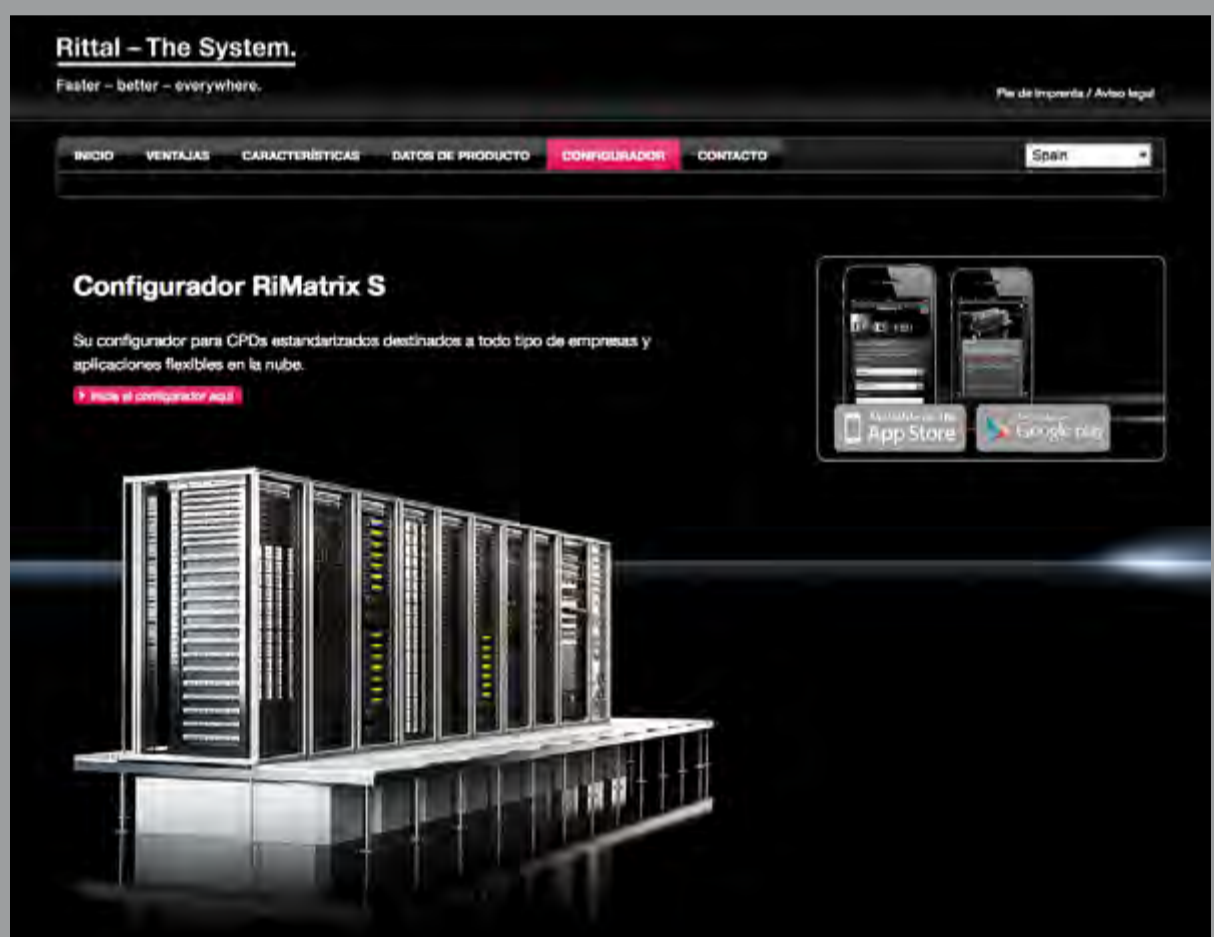 Rittal – The System.
Faster – better – everywhere.
Pie de imprenta / Aviso legal
INICIO VENTAJAS CARACTERÍSTICAS DATOS DE PRODUCTO CONFIGURADOR CONTACTO Spain
Configurador RiMatrix S
Su configurador para CPDs estandarizados destinados a todo tipo de empresas y
aplicaciones flexibles en la nube.
Inicie el configurador aquí
App Store
Google play